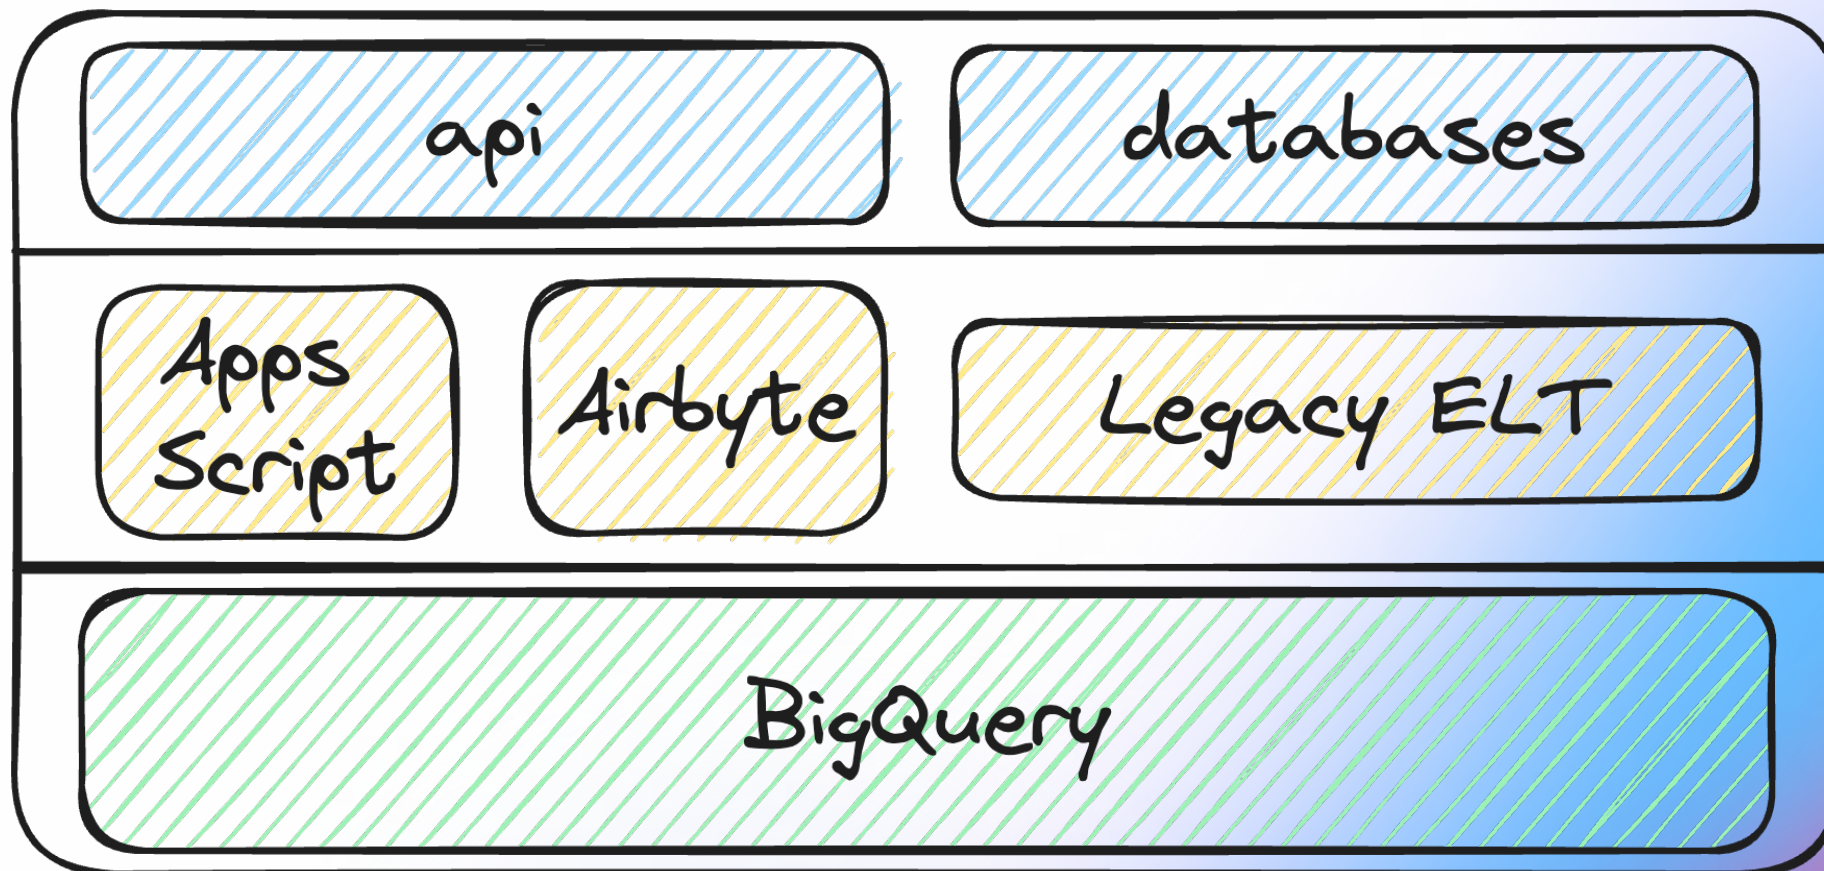 api
databases
Apps
Script
Airbyte
Legacy ELT
BigQuery